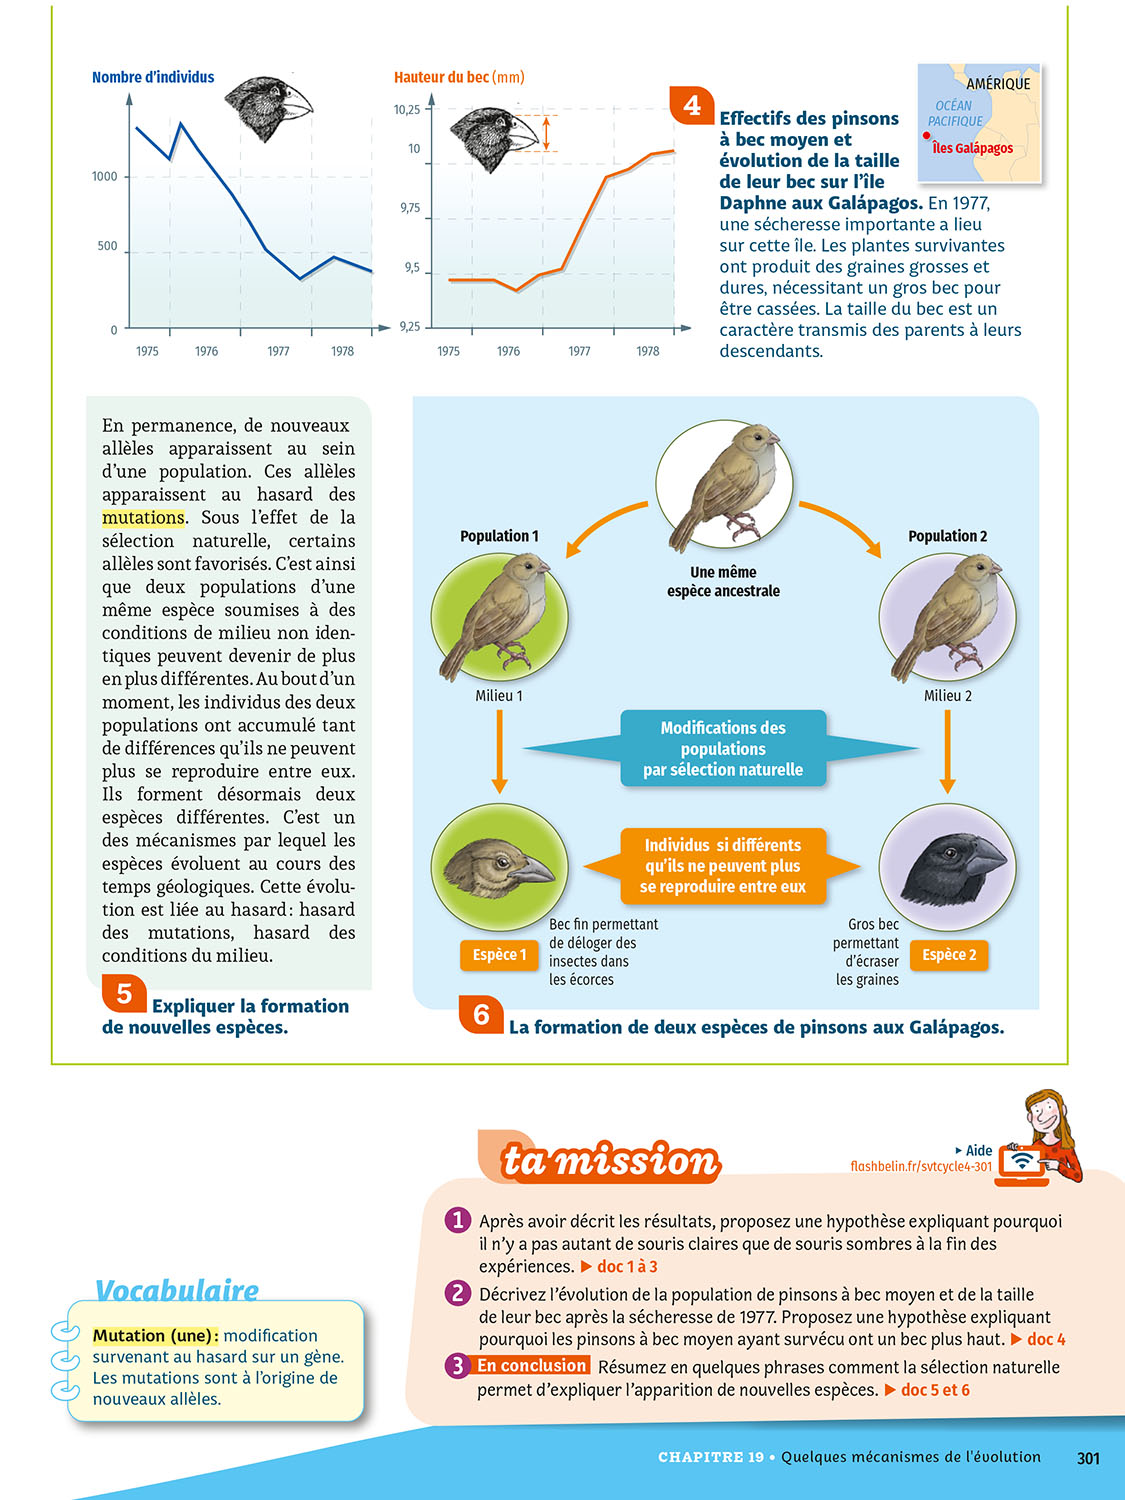 Nombre d'individus
1000
500
0
1975
1976
1977
1978
Hauteur du bec (mm)
10,25
10
9,75
9,5
9,25
1975
1976
1977
1978
AMÉRIQUE
OCÉAN
PACIFIQUE
Îles Galápagos
4
Effectifs des pinsons
à bec moyen et
évolution de la taille
de leur bec sur l'île
Daphne aux Galápagos. En 1977,
une sécheresse importante a lieu
sur cette île. Les plantes survivantes
ont produit des graines grosses et
dures, nécessitant un gros bec pour
être cassées. La taille du bec est un
caractère transmis des parents à leurs
descendants.
En permanence, de nouveaux
allèles apparaissent au sein
d'une population. Ces allèles
apparaissent au hasard des
mutations. Sous l'effet de la
sélection naturelle, certains
allèles sont favorisés. C'est ainsi
que deux populations d'une
même espèce soumises à des
conditions de milieu non iden-
tiques peuvent devenir de plus
en plus différentes. Au bout d'un
moment, les individus des deux
populations ont accumulé tant
de différences qu'ils ne peuvent
plus se reproduire entre eux.
Ils forment désormais deux
espèces différentes. C'est un
des mécanismes par lequel les
espèces évoluent au cours des
temps géologiques. Cette évolu-
tion est liée au hasard : hasard
des mutations, hasard des
conditions du milieu.
5 Expliquer la formation
de nouvelles espèces.
Une même
espèce ancestrale
Population 1
Population 2
Milieu 1
Milieu 2
Modifications des
populations
par sélection naturelle
Individus si différents
qu'ils ne peuvent plus
se reproduire entre eux
Espèce 1
Bec fin permettant
de déloger des
insectes dans
les écorces
Gros bec
permettant
d'écraser
les graines
Espèce 2
6 La formation de deux espèces de pinsons aux Galápagos.
ta mission
▶ Aide
flashbelin.fr/svtcycle4-301
1 Après avoir décrit les résultats, proposez une hypothèse expliquant pourquoi
il n'y a pas autant de souris claires que de souris sombres à la fin des
expériences. ▶ doc 1 à 3
2 Décrivez l'évolution de la population de pinsons à bec moyen et de la taille
de leur bec après la sécheresse de 1977. Proposez une hypothèse expliquant
pourquoi les pinsons à bec moyen ayant survécu ont un bec plus haut. ▶ doc 4
3 En conclusion Résumez en quelques phrases comment la sélection naturelle
permet d'expliquer l'apparition de nouvelles espèces. ▶ doc 5 et 6
Vocabulaire
Mutation (une) : modification
survenant au hasard sur un gène.
Les mutations sont à l'origine de
nouveaux allèles.
CHAPITRE 19 • Quelques mécanismes de l'évolution 301